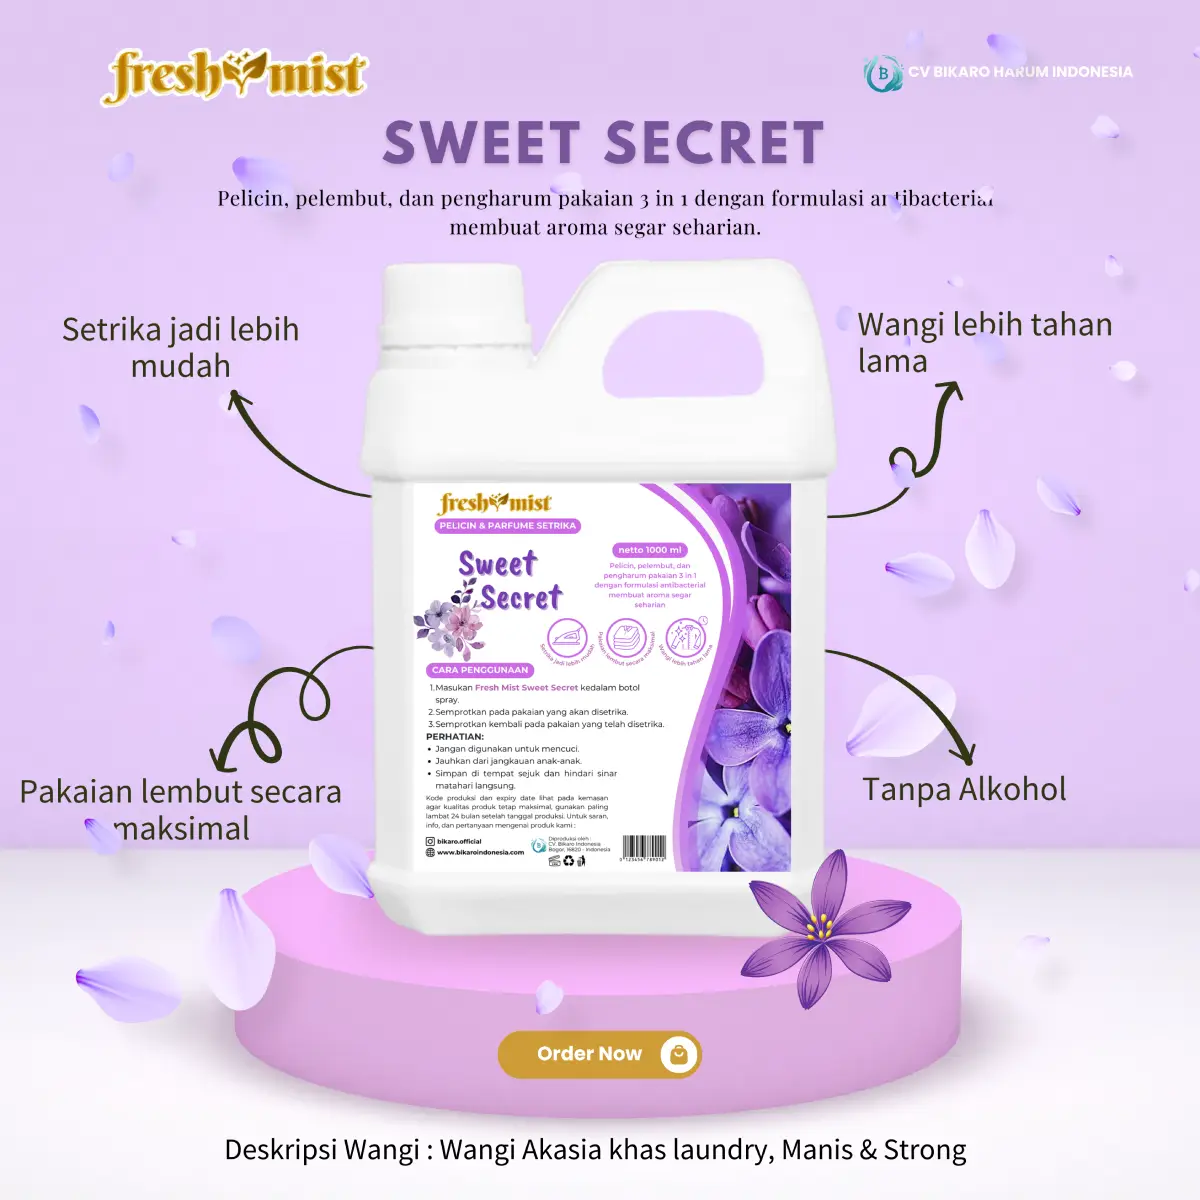 fresh mist
CV BIKARO HARUM INDONESIA
SWEET SECRET
Pelicin, pelembut, dan pengharum pakaian 3 in 1 dengan formulasi antibacterial
membuat aroma segar seharian.
Setrika jadi lebih
mudah
Wangi lebih tahan
lama
fresh mist
PELICIN & PARFUME SETRIKA
Sweet
Secret
netto 1000 ml
Pelicin, pelembut, dan
pengharum pakaian 3 in 1
dengan formulasi antibacterial
membuat aroma segar
seharian
Setrika jadi lebih mudah
Pakaian lembut secara maksimal
Wangi lebih tahan lama
CARA PENGGUNAAN
1.Masukan Fresh Mist Sweet Secret kedalam botol
spray.
2.Semprotkan pada pakaian yang akan disetrika.
3.Semprotkan kembali pada pakaian yang telah disetrika.
PERHATIAN:
• Jangan digunakan untuk mencuci.
• Jauhkan dari jangkauan anak-anak.
• Simpan di tempat sejuk dan hindari sinar
matahari langsung.
Kode produksi dan expiry date lihat pada kemasan
agar kualitas produk tetap maksimal, gunakan paling
lambat 24 bulan setelah tanggal produksi. Untuk saran,
info, dan pertanyaan mengenai produk kami ;
bikaro.official
www.bikaroindonesia.com
Diproduksi oleh :
CV. Bikaro Indonesia
Bogor, 16820 - Indonesia
3 123456 789012
Pakaian lembut secara
maksimal
Tanpa Alkohol
Order Now
Deskripsi Wangi : Wangi Akasia khas laundry, Manis & Strong